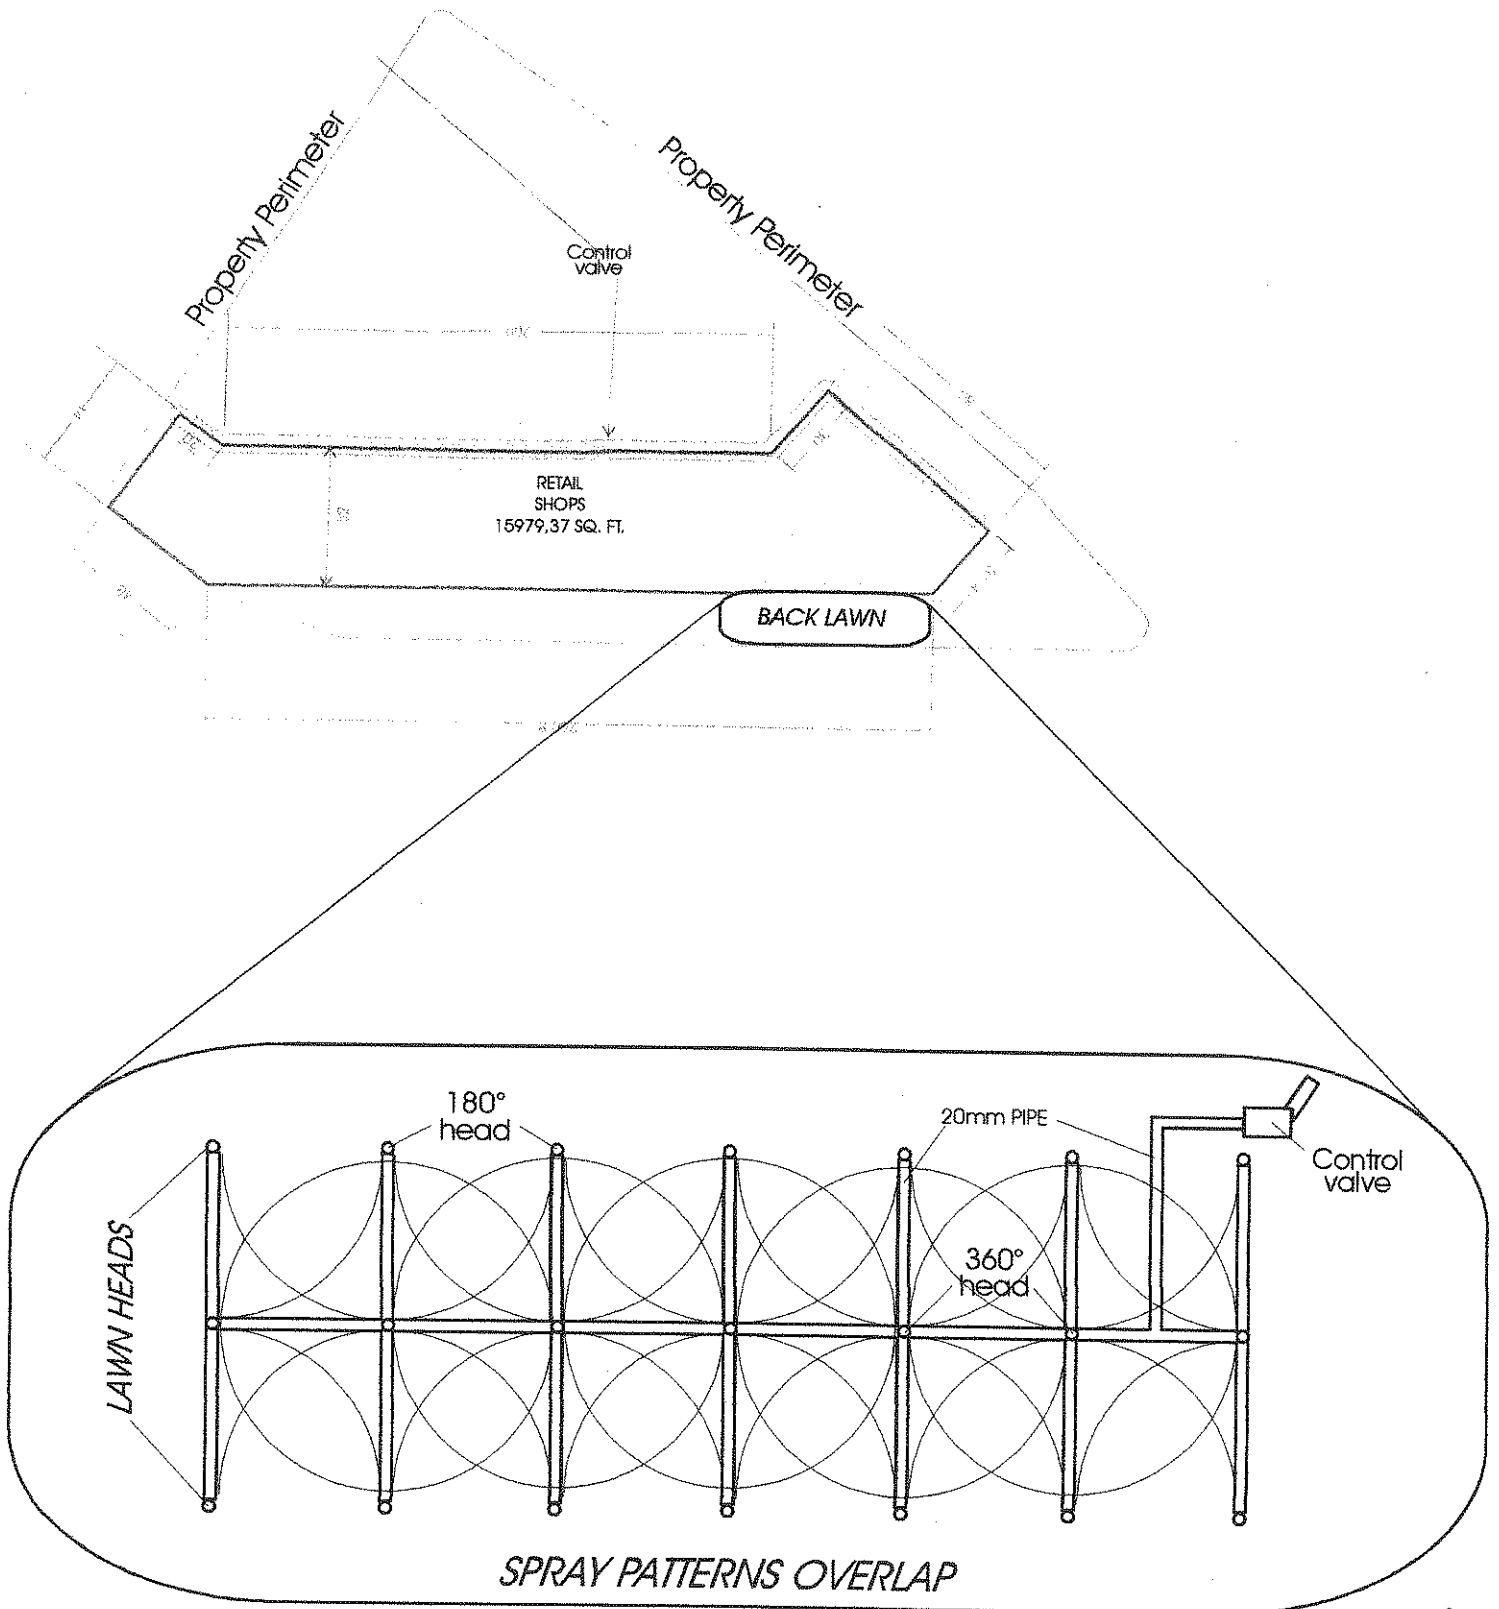 Property Perimeter
Property Perimeter
Control
valve
200
RETAIL
SHOPS
15979,37 SQ. FT.
BACK LAWN
180°
head
20mm PIPE
Control
valve
LAWN HEADS
360°
head
SPRAY PATTERNS OVERLAP